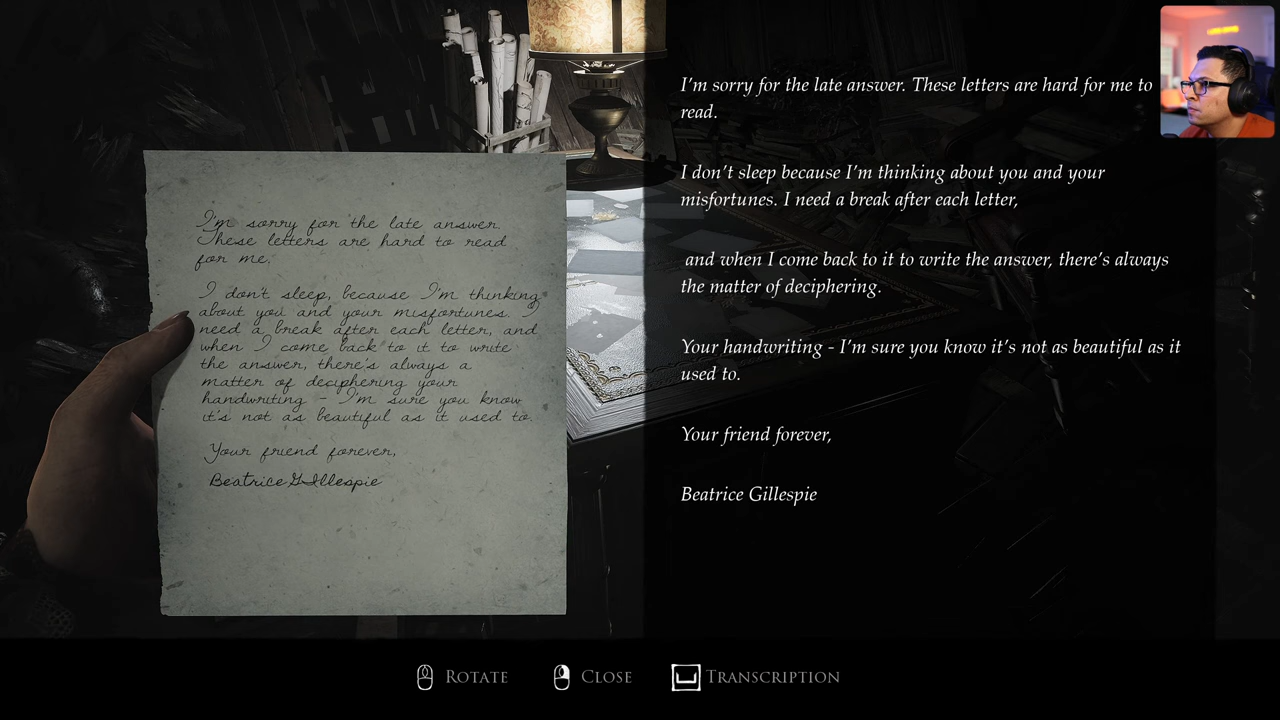 I'm sorry for the late answer.
These letters are hard to read
for me.
I don't sleep, because I'm thinking
about you and your misfortunes. I
need a break after each letter, and
when I come back to it to write
the answer, there's always a
matter of deciphering your
handwriting - I'm sure you know
it's not as beautiful as it used to.
Your friend forever,
Beatrice Gillespie
I'm sorry for the late answer. These letters are hard for me to
read.
I don't sleep because I'm thinking about you and your
misfortunes. I need a break after each letter,
and when I come back to it to write the answer, there's always
the matter of deciphering.
Your handwriting - I'm sure you know it's not as beautiful as it
used to.
Your friend forever,
Beatrice Gillespie
ROTATE CLOSE TRANSCRIPTION